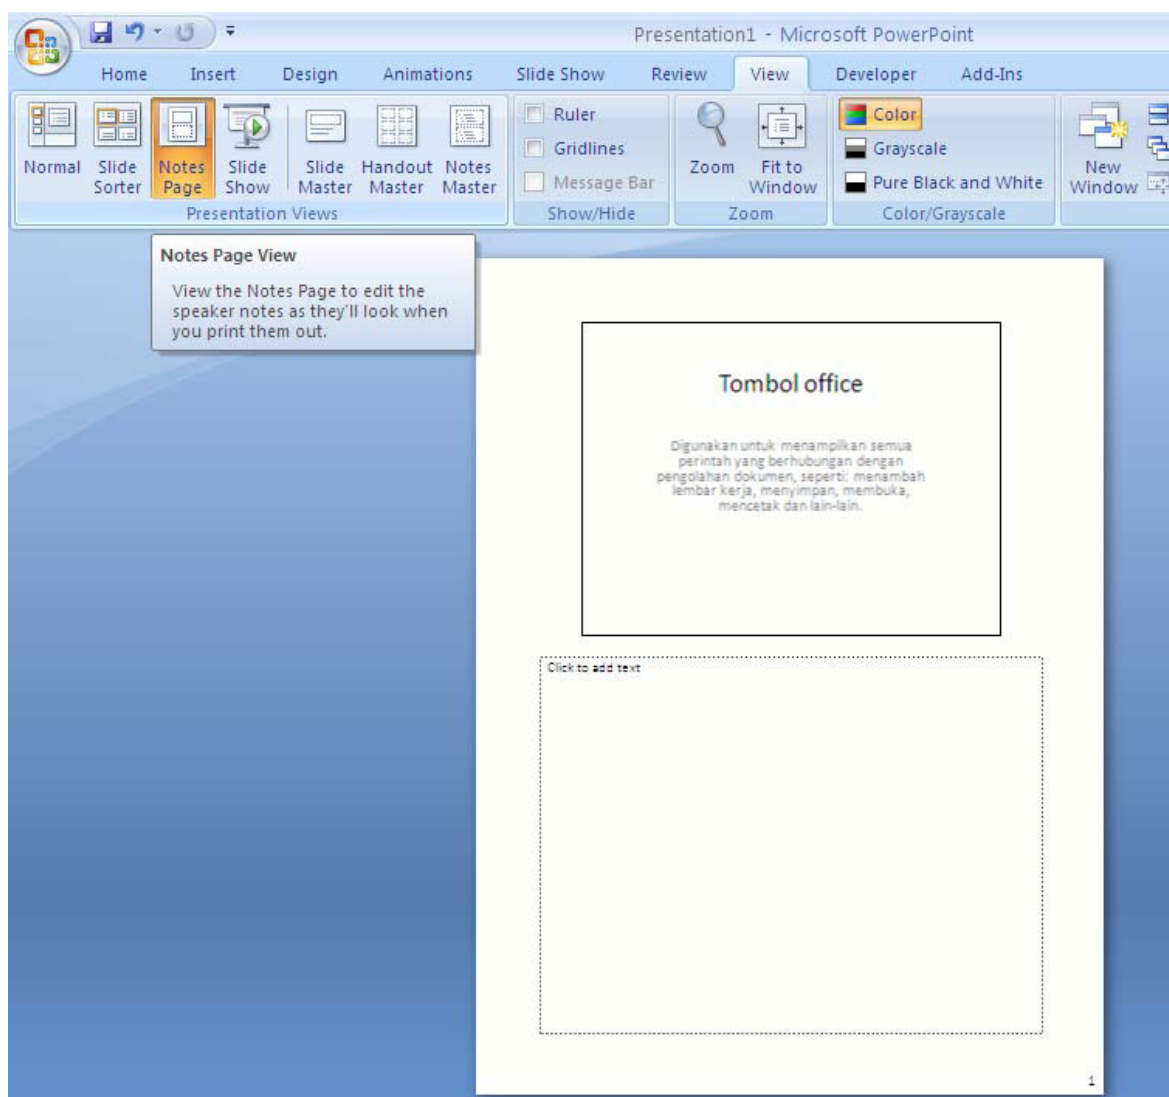 Presentation1 - Microsoft PowerPoint
Home Insert Design Animations Slide Show Review View Developer Add-Ins
Normal
Slide Sorter
Notes Page
Slide Show
Slide Master
Handout Master
Notes Master
Presentation Views
Ruler
Gridlines
Message Bar
Show/Hide
Zoom
Fit to Window
Zoom
Color
Grayscale
Pure Black and White
Color/Grayscale
New Window
Notes Page View
View the Notes Page to edit the
speaker notes as they'll look when
you print them out.
Tombol office
Digunakan untuk menampilkan semua
perintah yang berhubungan dengan
pengolahan dokumen, seperti: menambah
lembar kerja, menyimpan, membuka,
mencetak dan lain-lain.
Click to add text
1